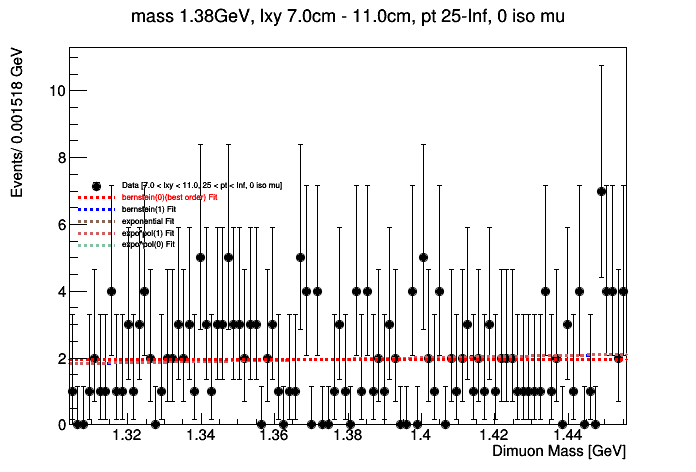 mass 1.38GeV, lxy 7.0cm - 11.0cm, pt 25-Inf, 0 iso mu
Events/ 0.001518 GeV
10
8
6
4
2
0
Data [7.0 < lxy < 11.0, 25 < pt < Inf, 0 iso mu]
bernstein(0)(best order) Fit
bernstein(1) Fit
exponential Fit
expo*pol(1) Fit
expo*pol(0) Fit
1.32 1.34 1.36 1.38 1.4 1.42 1.44
Dimuon Mass [GeV]